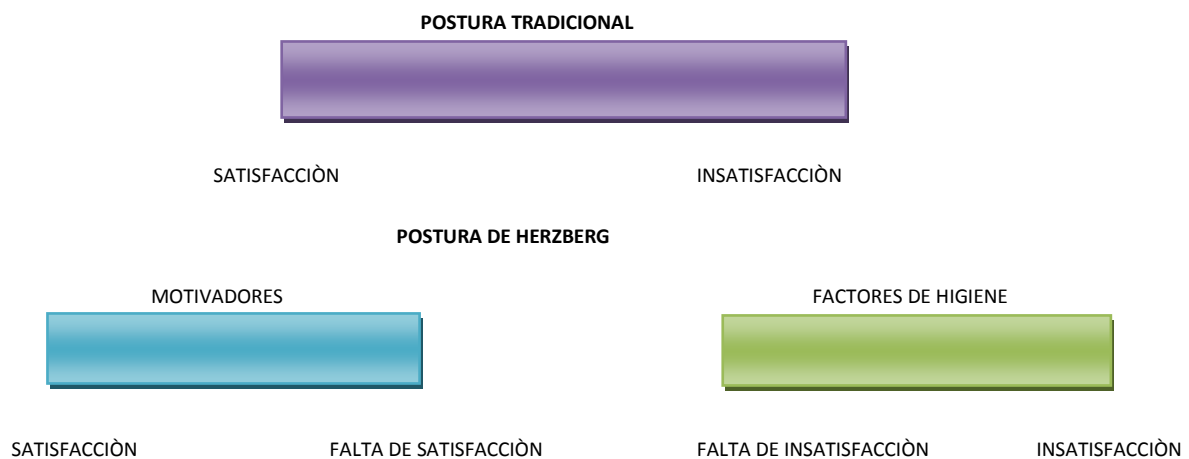 POSTURA TRADICIONAL
SATISFACCIÒN INSATISFACCIÒN
POSTURA DE HERZBERG
MOTIVADORES FACTORES DE HIGIENE
SATISFACCIÒN FALTA DE SATISFACCIÒN FALTA DE INSATISFACCIÒN INSATISFACCIÒN